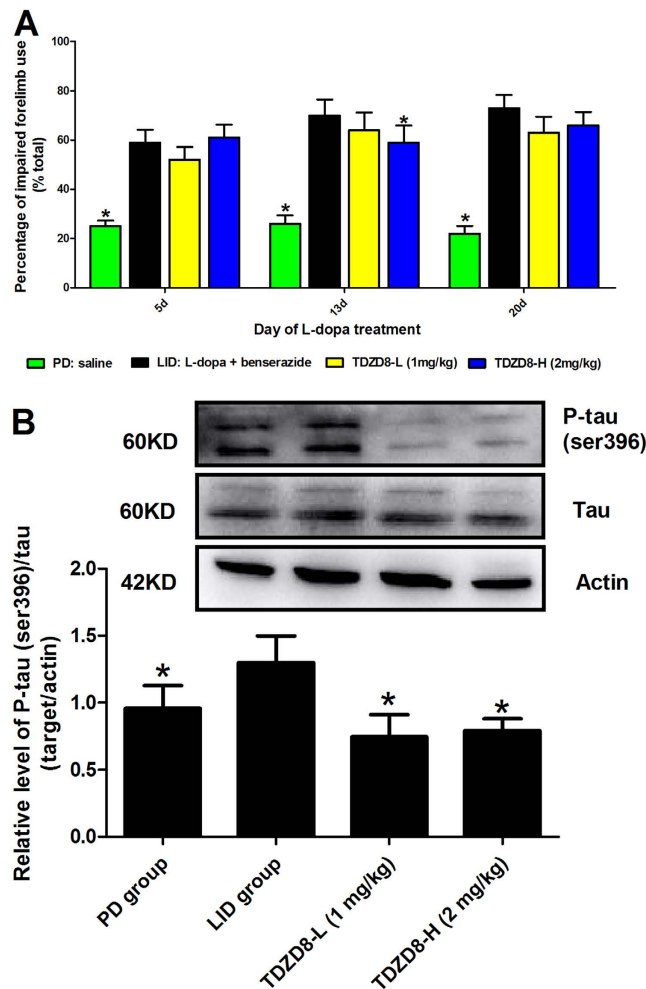 A
Percentage of impaired forelimb use
(% total)
100
80
60
40
20
0
*
*
*
*
5d
13d
20d
Day of L-dopa treatment
PD: saline
LID: L-dopa + benserazide
TDZD8-L (1mg/kg)
TDZD8-H (2mg/kg)
B
60KD
P-tau
(ser396)
60KD
Tau
42KD
Actin
Relative level of P-tau (ser396)/tau
(target/actin)
2.0
1.5
1.0
0.5
0.0
*
*
*
PD group
LID group
TDZD8-L (1 mg/kg)
TDZD8-H (2 mg/kg)